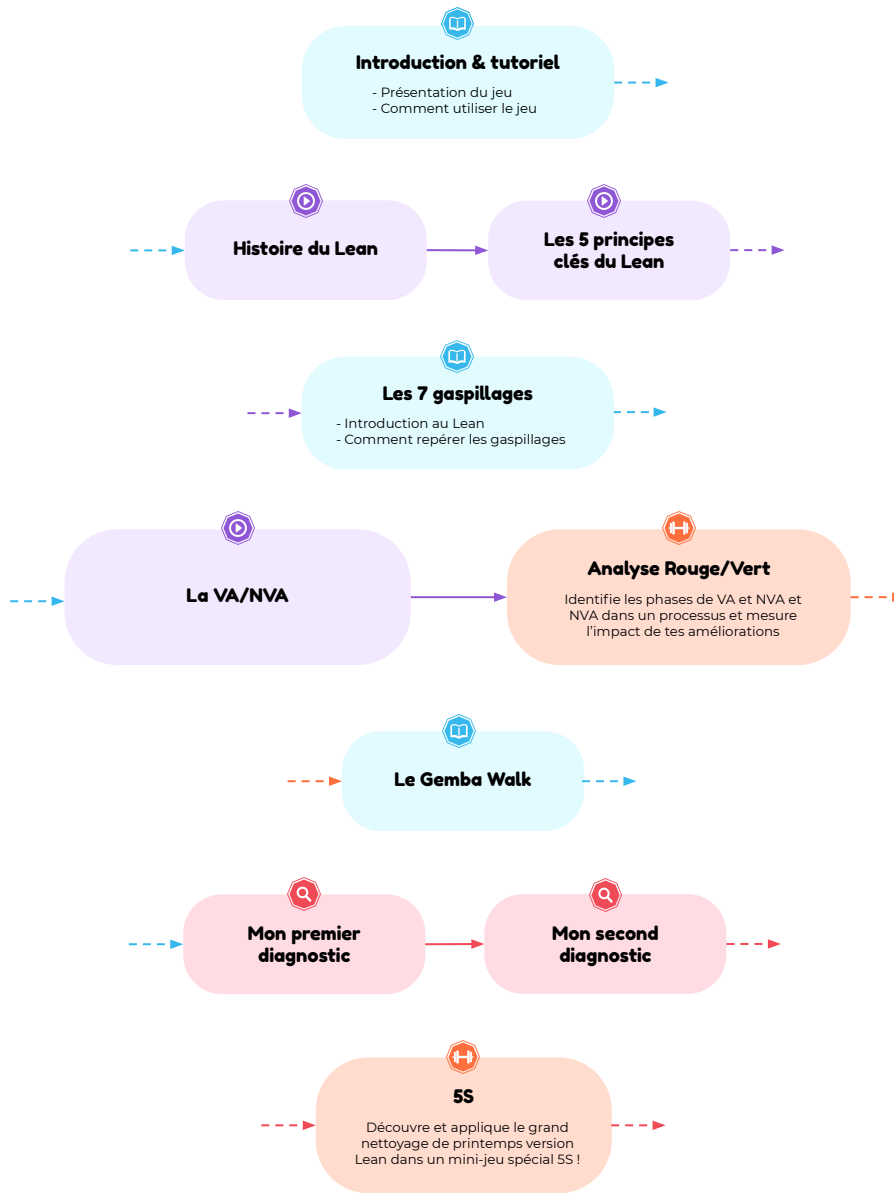 Introduction & tutoriel
- Présentation du jeu
- Comment utiliser le jeu
Histoire du Lean
Les 5 principes
clés du Lean
Les 7 gaspillages
- Introduction au Lean
- Comment repérer les gaspillages
La VA/NVA
Analyse Rouge/Vert
Identifie les phases de VA et NVA et
NVA dans un processus et mesure
l'impact de tes améliorations
Le Gemba Walk
Mon premier
diagnostic
Mon second
diagnostic
5S
Découvre et applique le grand
nettoyage de printemps version
Lean dans un mini-jeu spécial 5S !